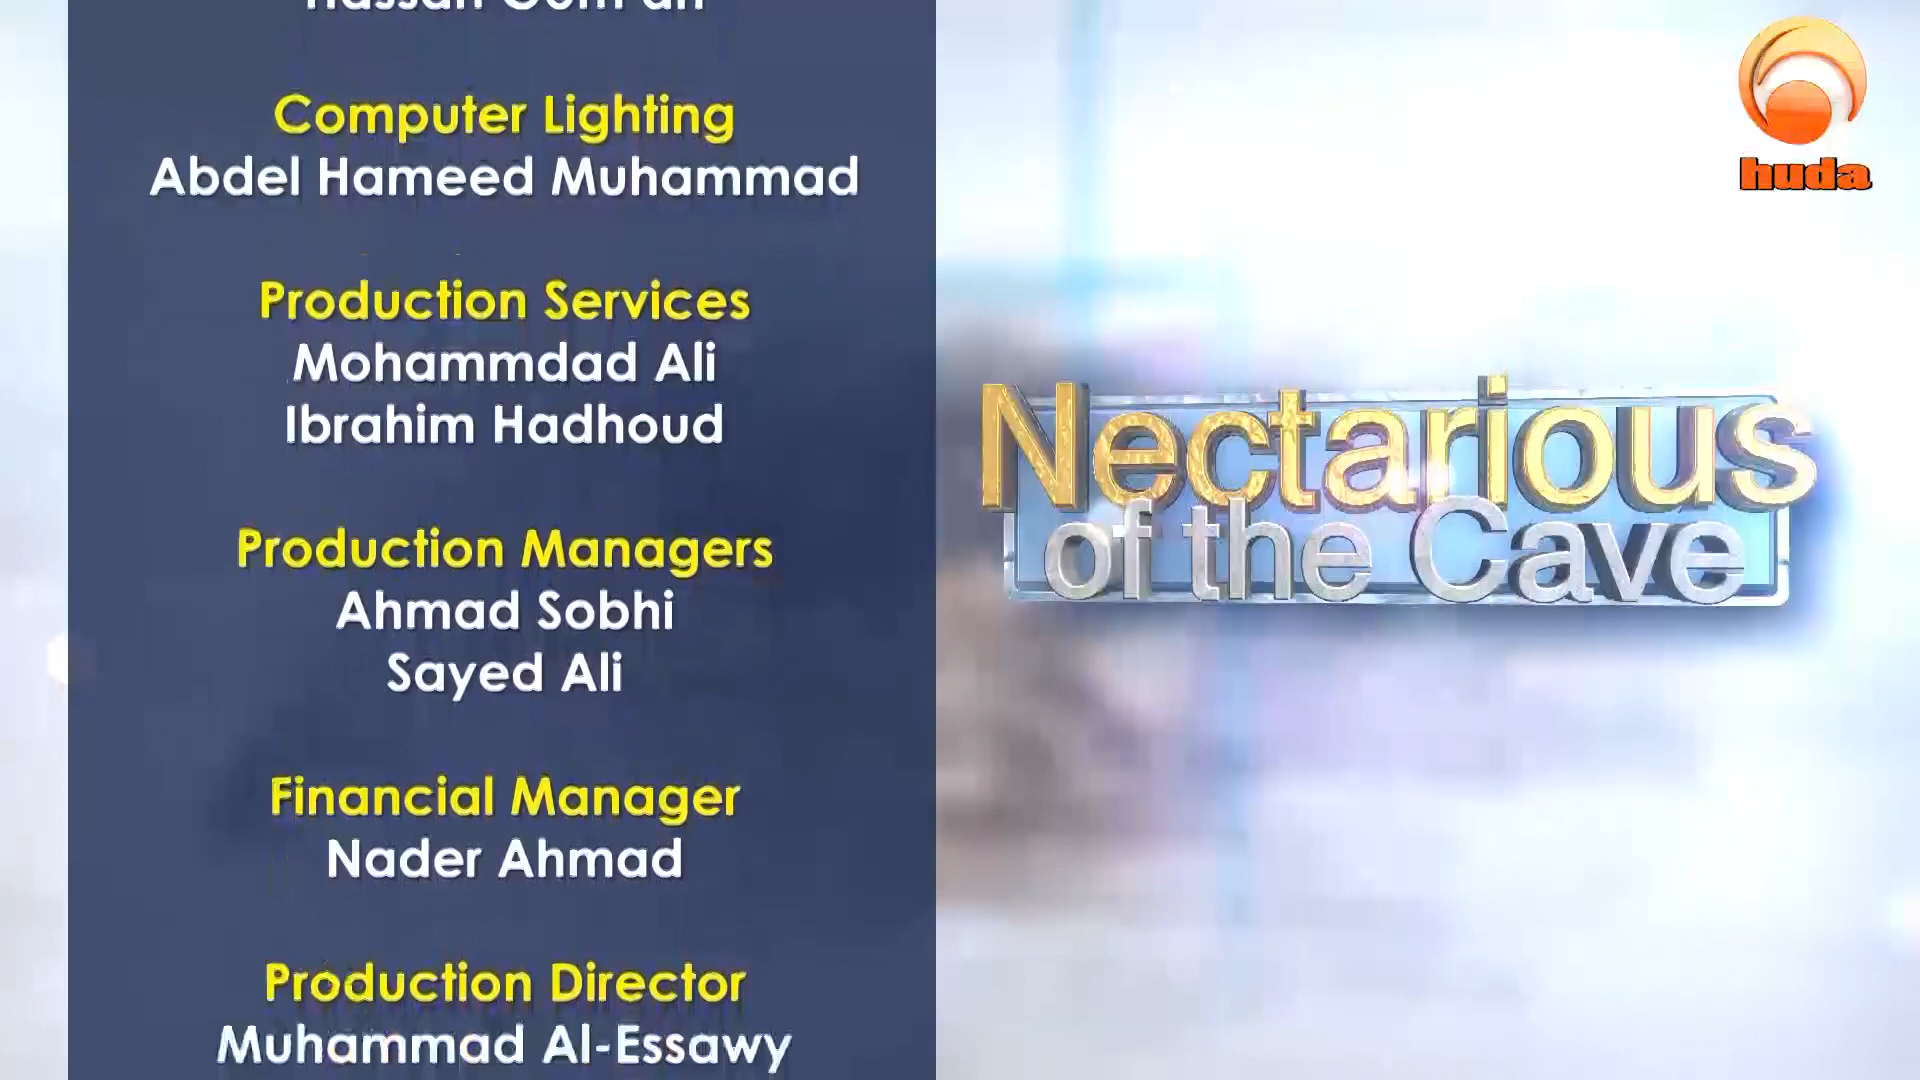 Computer Lighting
Abdel Hameed Muhammad
Production Services
Mohammdad Ali
Ibrahim Hadhoud
Production Managers
Ahmad Sobhi
Sayed Ali
Financial Manager
Nader Ahmad
Production Director
Muhammad Al-Essawy
Nectarious
of the Cave
huda